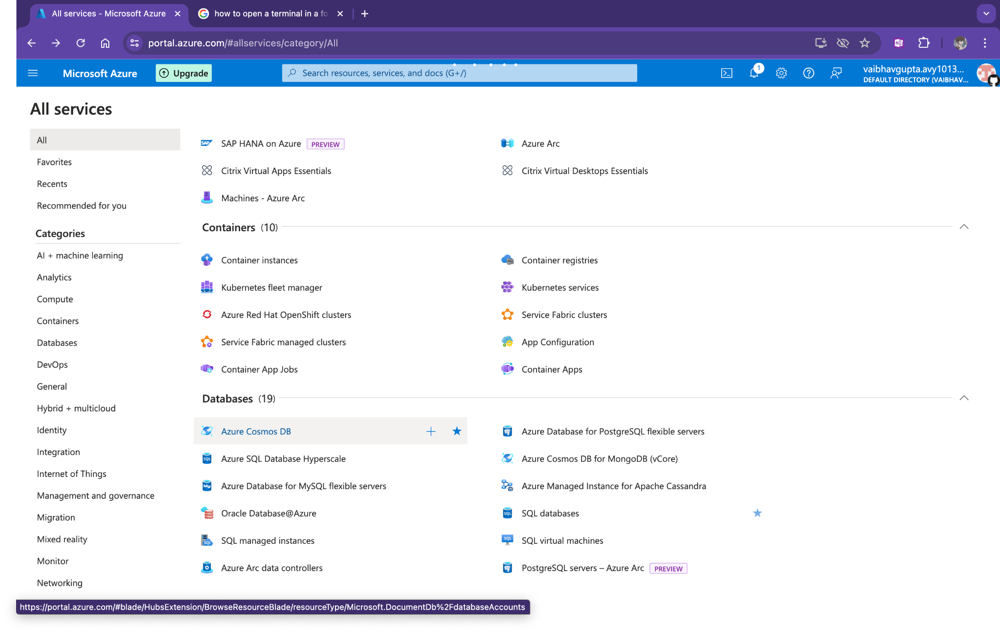 All services - Microsoft Azure
how to open a terminal in a fo
portal.azure.com/#allservices/category/All
Microsoft Azure
Upgrade
Search resources, services, and docs (G+/)
1
vaibhavgupta.avy1013...
DEFAULT DIRECTORY (VAIBHAV...
All services
All
Favorites
Recents
Recommended for you
Categories
AI + machine learning
Analytics
Compute
Containers
Databases
DevOps
General
Hybrid + multicloud
Identity
Integration
Internet of Things
Management and governance
Migration
Mixed reality
Monitor
Networking
SAP HANA on Azure PREVIEW
Azure Arc
Citrix Virtual Apps Essentials
Citrix Virtual Desktops Essentials
Machines - Azure Arc
Containers (10)
Container instances
Container registries
Kubernetes fleet manager
Kubernetes services
Azure Red Hat OpenShift clusters
Service Fabric clusters
Service Fabric managed clusters
App Configuration
Container App Jobs
Container Apps
Databases (19)
Azure Cosmos DB
Azure Database for PostgreSQL flexible servers
Azure SQL Database Hyperscale
Azure Cosmos DB for MongoDB (vCore)
Azure Database for MySQL flexible servers
Azure Managed Instance for Apache Cassandra
Oracle Database@Azure
SQL databases
SQL managed instances
SQL virtual machines
Azure Arc data controllers
PostgreSQL servers – Azure Arc PREVIEW
https://portal.azure.com/#blade/HubsExtension/BrowseResourceBlade/resourceType/Microsoft.DocumentDb%2FdatabaseAccounts